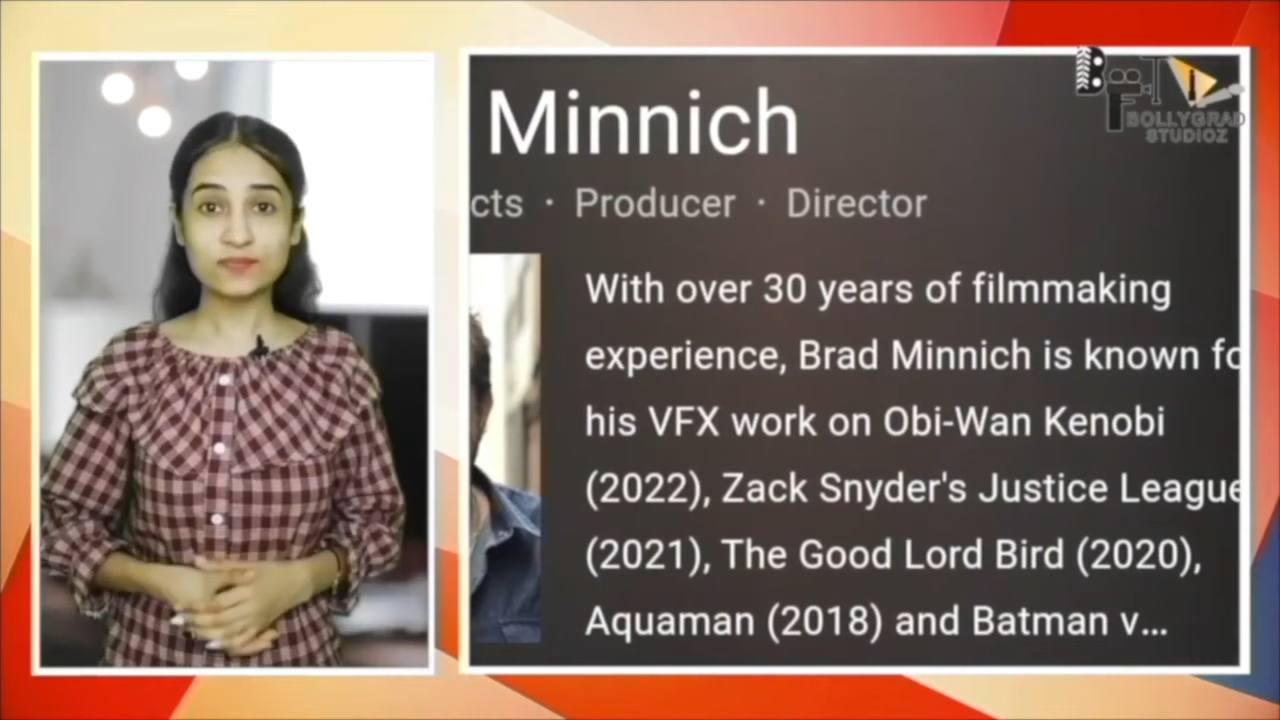 Minnich
cts · Producer · Director
With over 30 years of filmmaking
experience, Brad Minnich is known fo
his VFX work on Obi-Wan Kenobi
(2022), Zack Snyder's Justice League
(2021), The Good Lord Bird (2020),
Aquaman (2018) and Batman v...
BFTV
BOLLYGRAD
STUDIOZ